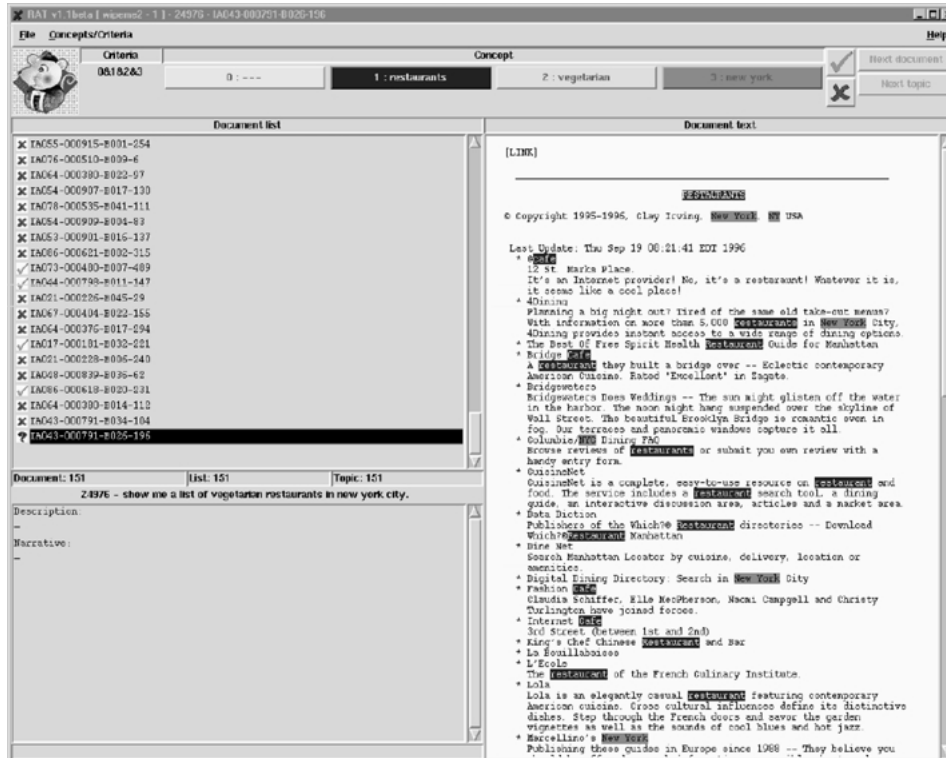 RAT v1.1beta [ wipeme2 - 1 ] - 24976 - IA043-000791-B026-196
File Concepts/Criteria Help
Criteria Concept
0&1&2&3 0 : --- 1 : restaurants 2 : vegetarian 3 : new york Next document
Next topic
Document list
IA055-000915-B001-254
IA076-000510-B009-6
IA064-000380-B022-97
IA054-000907-B017-130
IA078-000535-B041-111
IA054-000909-B004-83
IA053-000901-B016-137
IA086-000621-B002-315
IA073-000480-B007-489
IA044-000798-B011-147
IA021-000226-B045-29
IA067-000404-B022-155
IA064-000376-B017-294
IA017-000181-B032-221
IA021-000228-B006-240
IA048-000839-B036-62
IA086-000618-B020-231
IA064-000380-B014-112
IA043-000791-B034-104
IA043-000791-B026-196
Document: 151 List: 151 Topic: 151
24976 - show me a list of vegetarian restaurants in new york city.
Description:
–
Narrative:
–
Document text
[LINK]
RESTAURANTS
© Copyright 1995-1996, Clay Irving, New York, NY USA
Last Update: Thu Sep 19 08:21:41 EDT 1996
* @cafe
12 St. Marks Place.
It's an Internet provider! No, it's a restaurant! Whatever it is,
it seems like a cool place!
* 4Dining
Planning a big night out? Tired of the same old take-out menus?
With information on more than 5,000 restaurants in New York City,
4Dining provides instant access to a wide range of dining options.
* The Best Of Free Spirit Health Restaurant Guide for Manhattan
* Bridge Cafe
A restaurant they built a bridge over -- Eclectic contemporary
American Cuisine. Rated "Excellent" in Zagats.
* Bridgewaters
Bridgewaters Does Weddings -- The sun might glisten off the water
in the harbor. The moon might hang suspended over the skyline of
Wall Street. The beautiful Brooklyn Bridge is romantic even in
fog. Our terraces and panoramic windows capture it all.
* Columbia/NYC Dining FAQ
Browse reviews of restaurants or submit you own review with a
handy entry form.
* CuisineNet
CuisineNet is a complete, easy-to-use resource on restaurant and
food. The service includes a restaurant search tool, a dining
guide, an interactive discussion area, articles and a market area.
* Data Diction
Publishers of the Which?® Restaurant directories -- Download
Which?®Restaurant Manhattan
* Dine Net
Search Manhattan Locator by cuisine, delivery, location or
amenities.
* Digital Dining Directory: Search in New York City
* Fashion Cafe
Claudia Schiffer, Elle MacPherson, Naomi Campgell and Christy
Turlington have joined forces.
* Internet Cafe
3rd Street (between 1st and 2nd)
* King's Chef Chinese Restaurant and Bar
* La Bouillabaisse
* L'Ecole
The restaurant of the French Culinary Institute.
* Lola
Lola is an elegantly casual restaurant featuring contemporary
American cuisine. Cross cultural influences define its distinctive
dishes. Step through the French doors and savor the garden
vignettes as well as the sounds of cool blues and hot jazz.
* Marcellino's New York
Publishing these guides in Europe since 1988 -- They believe you